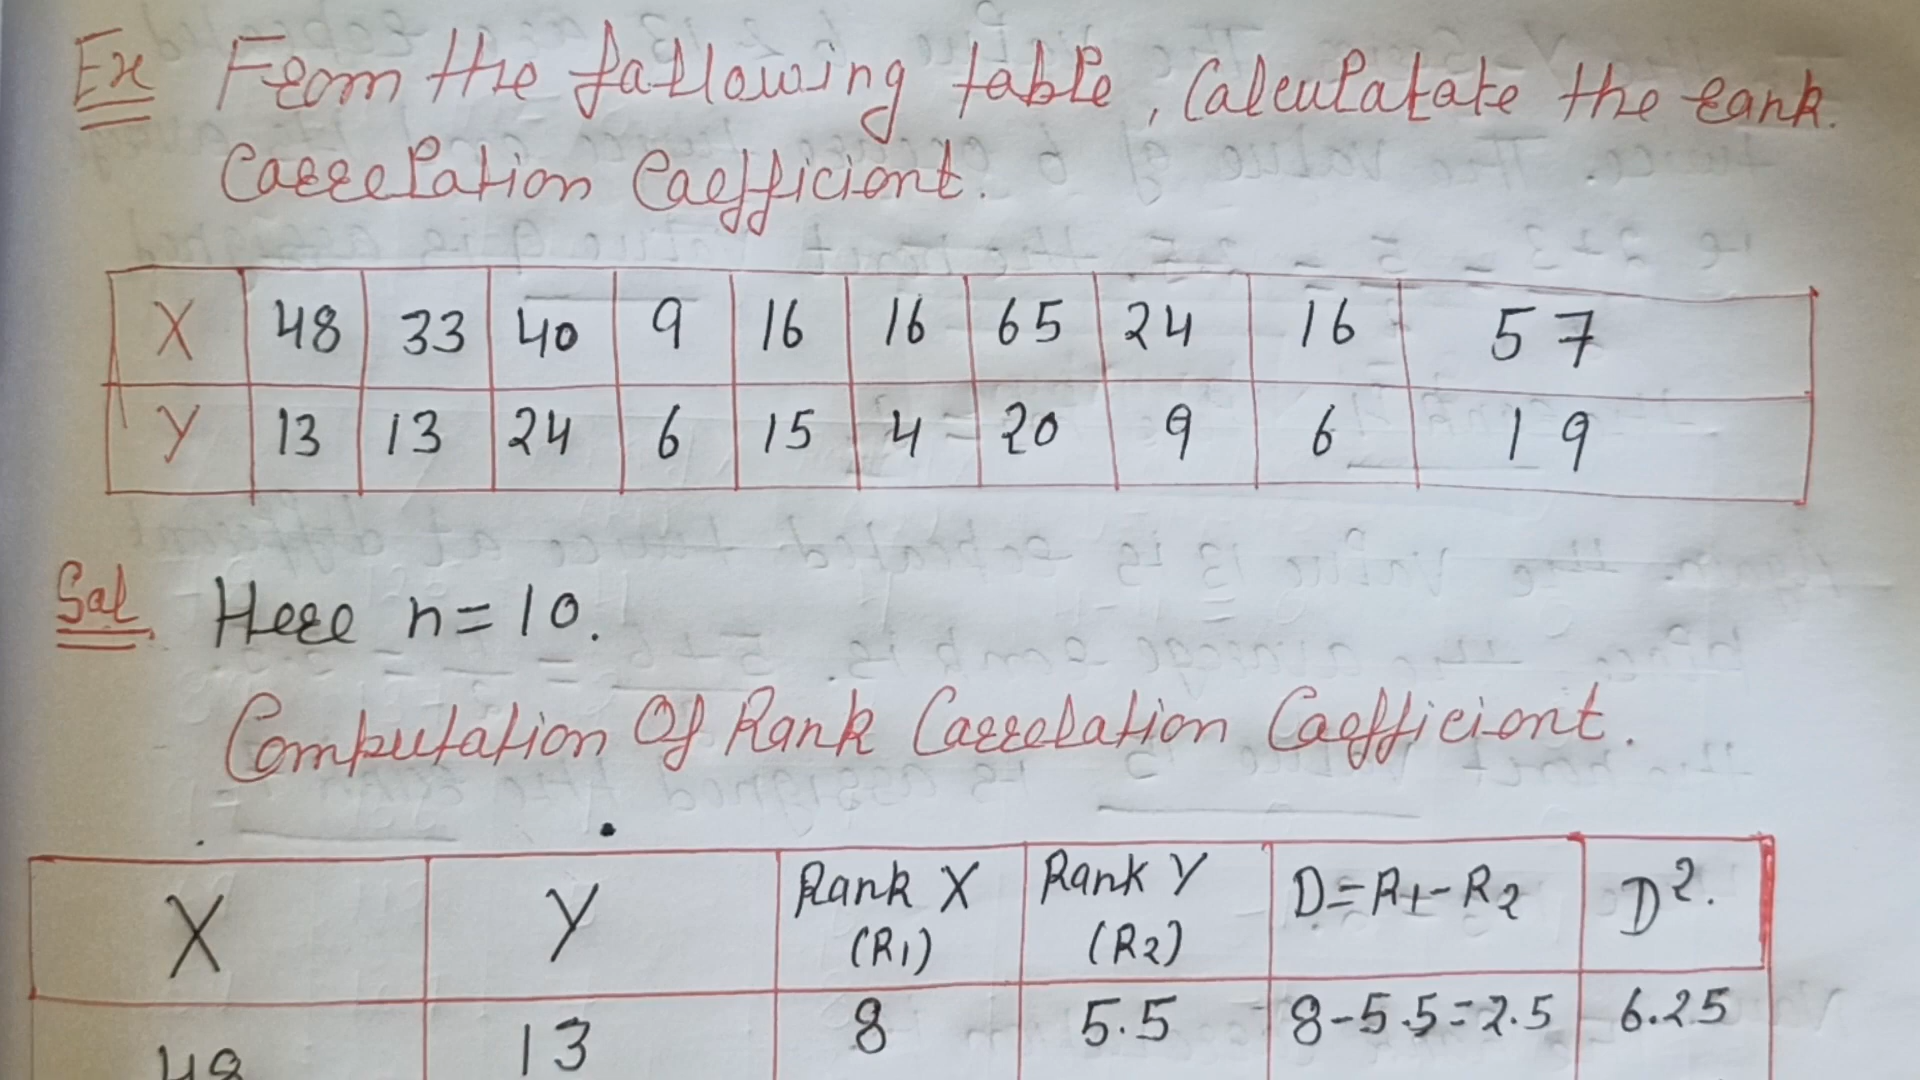 Ex From the following table, Calculatate the rank
Correlation Coefficient.
X 48 33 40 9 16 16 65 24 16 57
Y 13 13 24 6 15 4 20 9 6 19
Sol. Here n=10.
Computation Of Rank Correlation Coefficient.
X Y Rank X (R1) Rank Y (R2) D=R1-R2 D2.
48 13 8 5.5 8-5.5=2.5 6.25